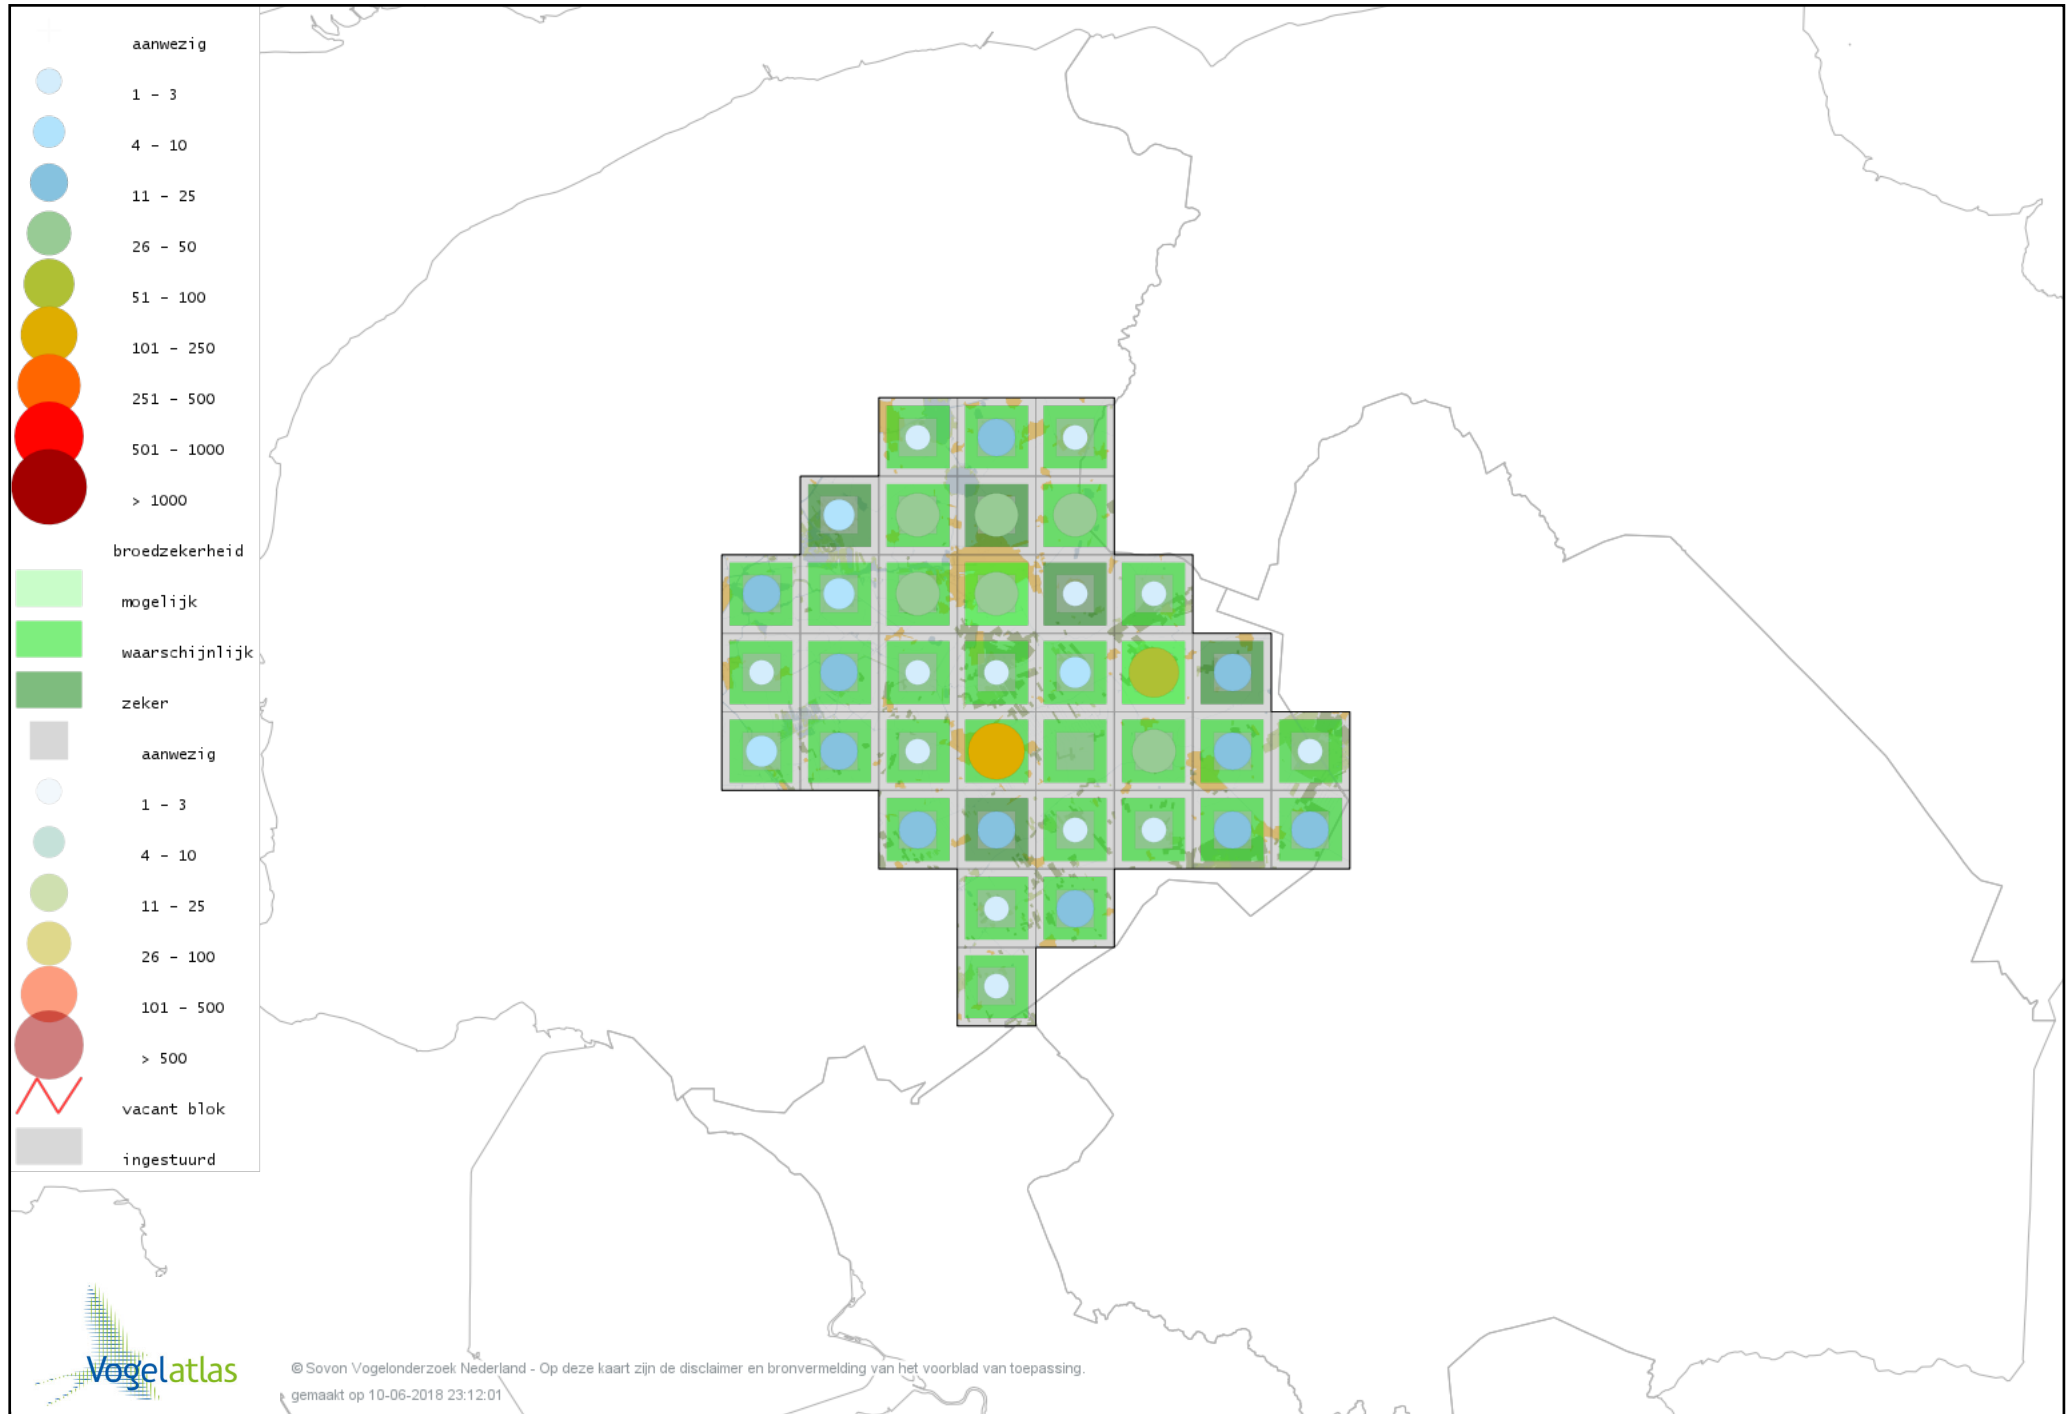 aanwezig
1 - 3
4 - 10
11 - 25
26 - 50
51 - 100
101 - 250
251 - 500
501 - 1000
> 1000
broedzekerheid
mogelijk
waarschijnlijk
zeker
aanwezig
1 - 3
4 - 10
11 - 25
26 - 100
101 - 500
> 500
vacant blok
ingestuurd
Vogelatlas
© Sovon Vogelonderzoek Nederland - Op deze kaart zijn de disclaimer en bronvermelding van het voorblad van toepassing.
gemaakt op 10-06-2018 23:12:01